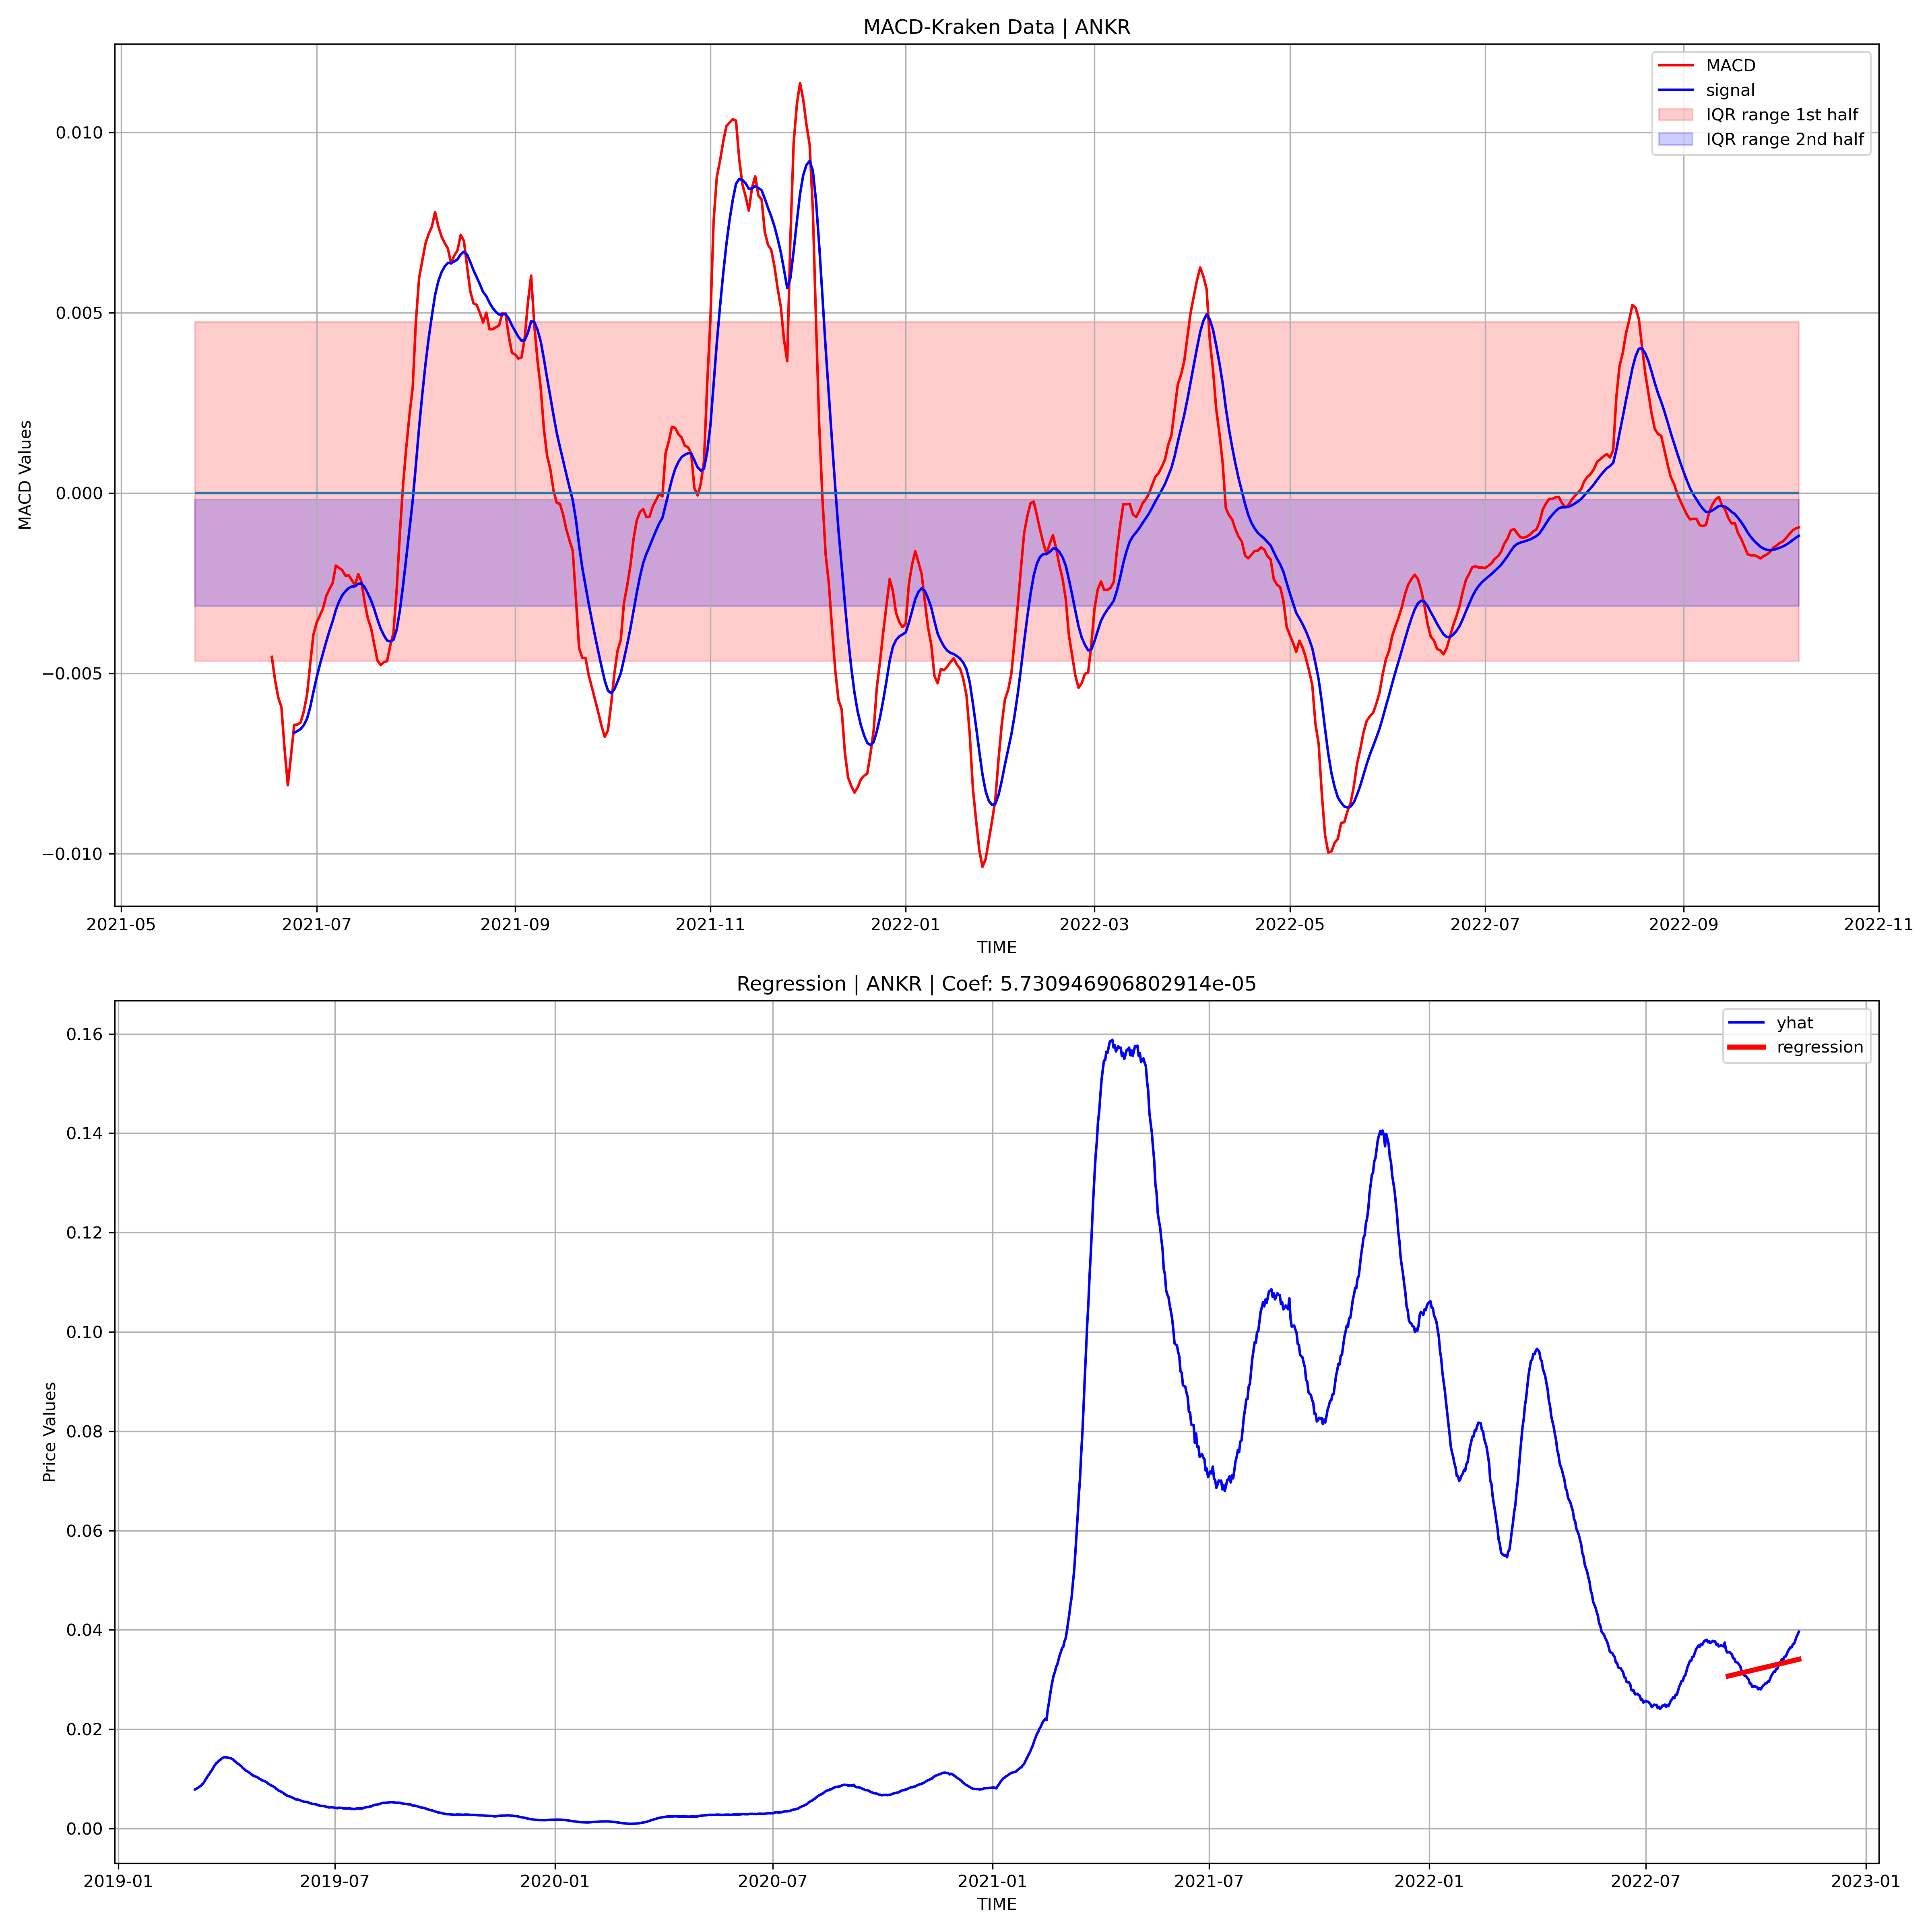 MACD-Kraken Data | ANKR
MACD
signal
IQR range 1st half
IQR range 2nd half
MACD Values
0.010
0.005
0.000
−0.005
−0.010
2021-05
2021-07
2021-09
2021-11
2022-01
2022-03
2022-05
2022-07
2022-09
2022-11
TIME
Regression | ANKR | Coef: 5.730946906802914e-05
yhat
regression
Price Values
0.16
0.14
0.12
0.10
0.08
0.06
0.04
0.02
0.00
2019-01
2019-07
2020-01
2020-07
2021-01
2021-07
2022-01
2022-07
2023-01
TIME